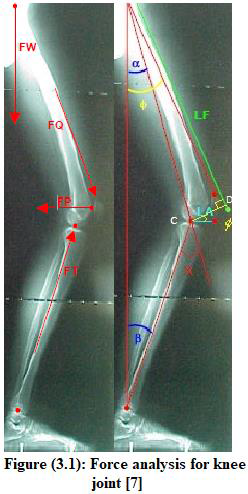 FW
FQ
FP
FT
α
ϕ
LF
D
LA
C
ϕ
X
β
Figure (3.1): Force analysis for knee
joint [7]